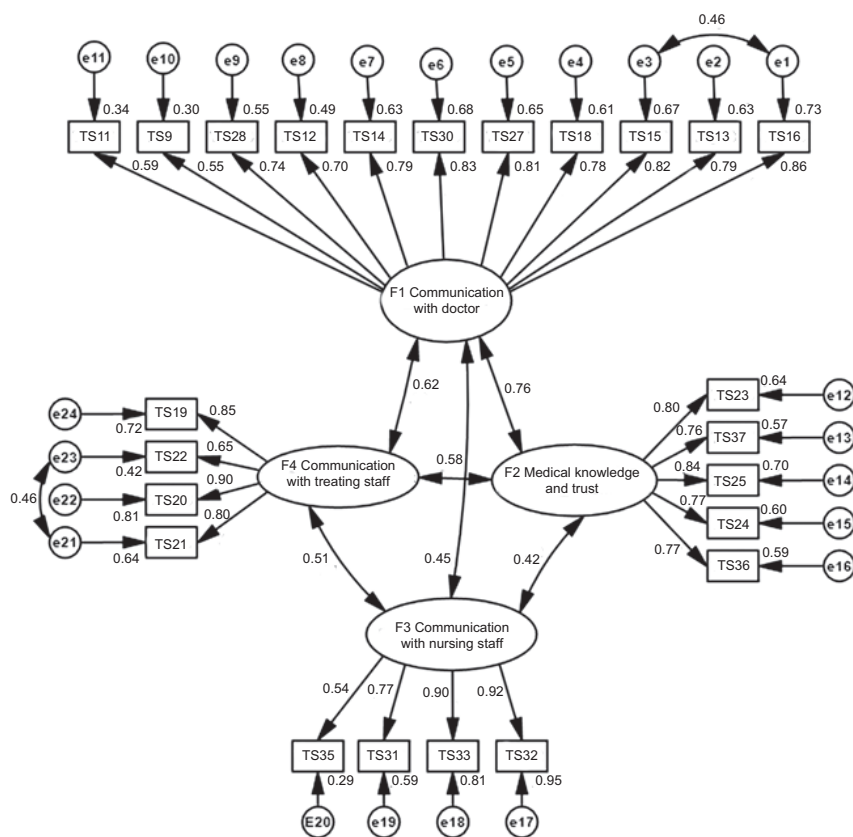 0.46
e11 e10 e9 e8 e7 e6 e5 e4 e3 e2 e1
0.34 0.30 0.55 0.49 0.63 0.68 0.65 0.61 0.67 0.63 0.73
TS11 TS9 TS28 TS12 TS14 TS30 TS27 TS18 TS15 TS13 TS16
0.59 0.55 0.74 0.70 0.79 0.83 0.81 0.78 0.82 0.79 0.86
F1 Communication
with doctor
0.62 0.76
e24 0.72 TS19 0.85
e23 0.42 TS22 0.65
e22 0.81 TS20 0.90
e21 0.64 TS21 0.80
0.46
F4 Communication
with treating staff
0.58
F2 Medical knowledge
and trust
0.80 TS23 0.64 e12
0.76 TS37 0.57 e13
0.84 TS25 0.70 e14
0.77 TS24 0.60 e15
0.77 TS36 0.59 e16
0.51 0.45 0.42
F3 Communication
with nursing staff
0.54 0.77 0.90 0.92
TS35 TS31 TS33 TS32
0.29 0.59 0.81 0.95
E20 e19 e18 e17